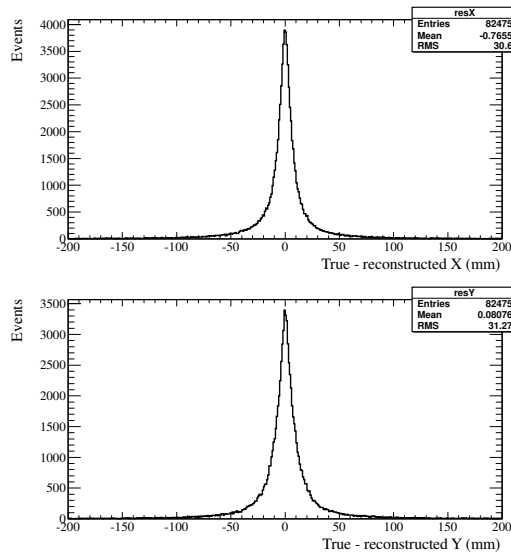 resX
Entries 82475
Mean -0.7655
RMS 30.6
Events
4000
3500
3000
2500
2000
1500
1000
500
0
-200 -150 -100 -50 0 50 100 150 200
True - reconstructed X (mm)
resY
Entries 82475
Mean 0.08076
RMS 31.27
Events
3500
3000
2500
2000
1500
1000
500
0
-200 -150 -100 -50 0 50 100 150 200
True - reconstructed Y (mm)